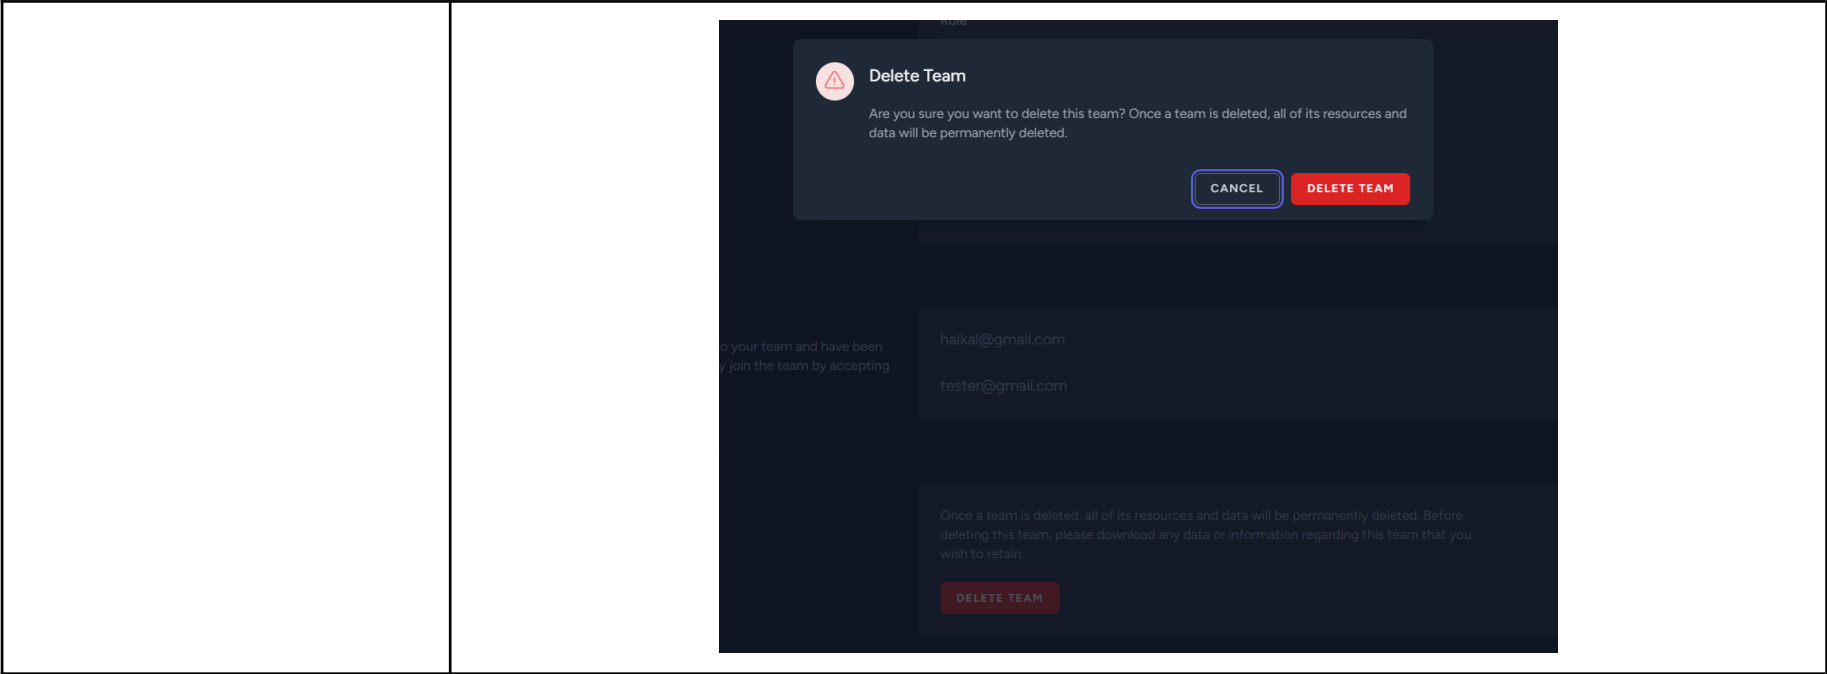 Role
Delete Team
Are you sure you want to delete this team? Once a team is deleted, all of its resources and
data will be permanently deleted.
CANCEL
DELETE TEAM
o your team and have been
y join the team by accepting
haikal@gmail.com
tester@gmail.com
Once a team is deleted, all of its resources and data will be permanently deleted. Before
deleting this team, please download any data or information regarding this team that you
wish to retain.
DELETE TEAM